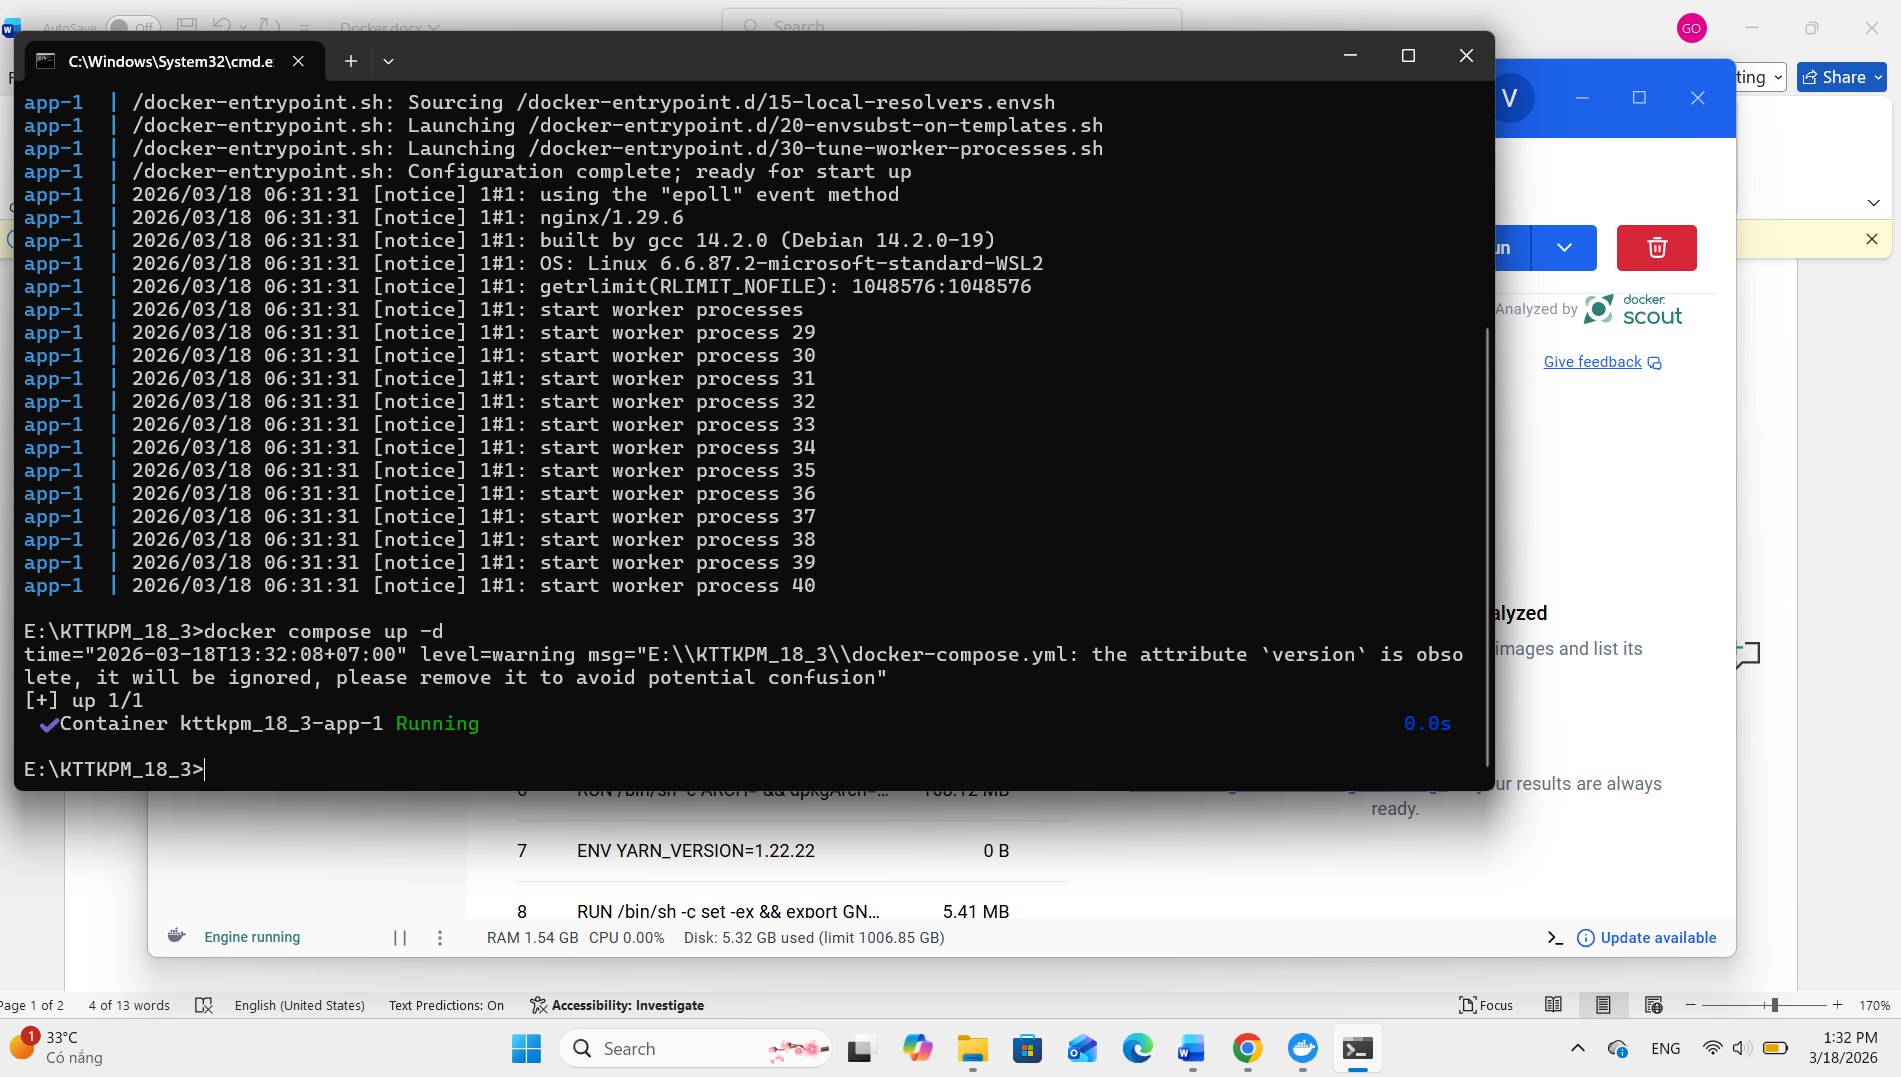 AutoSave Off Docker.docx Search GO
C:\Windows\System32\cmd.e
V
ting Share
app-1 | /docker-entrypoint.sh: Sourcing /docker-entrypoint.d/15-local-resolvers.envsh
app-1 | /docker-entrypoint.sh: Launching /docker-entrypoint.d/20-envsubst-on-templates.sh
app-1 | /docker-entrypoint.sh: Launching /docker-entrypoint.d/30-tune-worker-processes.sh
app-1 | /docker-entrypoint.sh: Configuration complete; ready for start up
app-1 | 2026/03/18 06:31:31 [notice] 1#1: using the "epoll" event method
app-1 | 2026/03/18 06:31:31 [notice] 1#1: nginx/1.29.6
app-1 | 2026/03/18 06:31:31 [notice] 1#1: built by gcc 14.2.0 (Debian 14.2.0-19)
app-1 | 2026/03/18 06:31:31 [notice] 1#1: OS: Linux 6.6.87.2-microsoft-standard-WSL2
app-1 | 2026/03/18 06:31:31 [notice] 1#1: getrlimit(RLIMIT_NOFILE): 1048576:1048576
app-1 | 2026/03/18 06:31:31 [notice] 1#1: start worker processes
app-1 | 2026/03/18 06:31:31 [notice] 1#1: start worker process 29
app-1 | 2026/03/18 06:31:31 [notice] 1#1: start worker process 30
app-1 | 2026/03/18 06:31:31 [notice] 1#1: start worker process 31
app-1 | 2026/03/18 06:31:31 [notice] 1#1: start worker process 32
app-1 | 2026/03/18 06:31:31 [notice] 1#1: start worker process 33
app-1 | 2026/03/18 06:31:31 [notice] 1#1: start worker process 34
app-1 | 2026/03/18 06:31:31 [notice] 1#1: start worker process 35
app-1 | 2026/03/18 06:31:31 [notice] 1#1: start worker process 36
app-1 | 2026/03/18 06:31:31 [notice] 1#1: start worker process 37
app-1 | 2026/03/18 06:31:31 [notice] 1#1: start worker process 38
app-1 | 2026/03/18 06:31:31 [notice] 1#1: start worker process 39
app-1 | 2026/03/18 06:31:31 [notice] 1#1: start worker process 40
E:\KTTKPM_18_3>docker compose up -d
time="2026-03-18T13:32:08+07:00" level=warning msg="E:\\KTTKPM_18_3\\docker-compose.yml: the attribute `version` is obso
lete, it will be ignored, please remove it to avoid potential confusion"
[+] up 1/1
✔Container kttkpm_18_3-app-1 Running 0.0s
E:\KTTKPM_18_3>
un
Analyzed by docker scout
Give feedback
alyzed
images and list its
ur results are always
ready.
7 ENV YARN_VERSION=1.22.22 0 B
8 RUN /bin/sh -c set -ex && export GN... 5.41 MB
Engine running RAM 1.54 GB CPU 0.00% Disk: 5.32 GB used (limit 1006.85 GB) Update available
Page 1 of 2 4 of 13 words English (United States) Text Predictions: On Accessibility: Investigate Focus 170%
1 33°C
Có nắng
Search
ENG
1:32 PM
3/18/2026